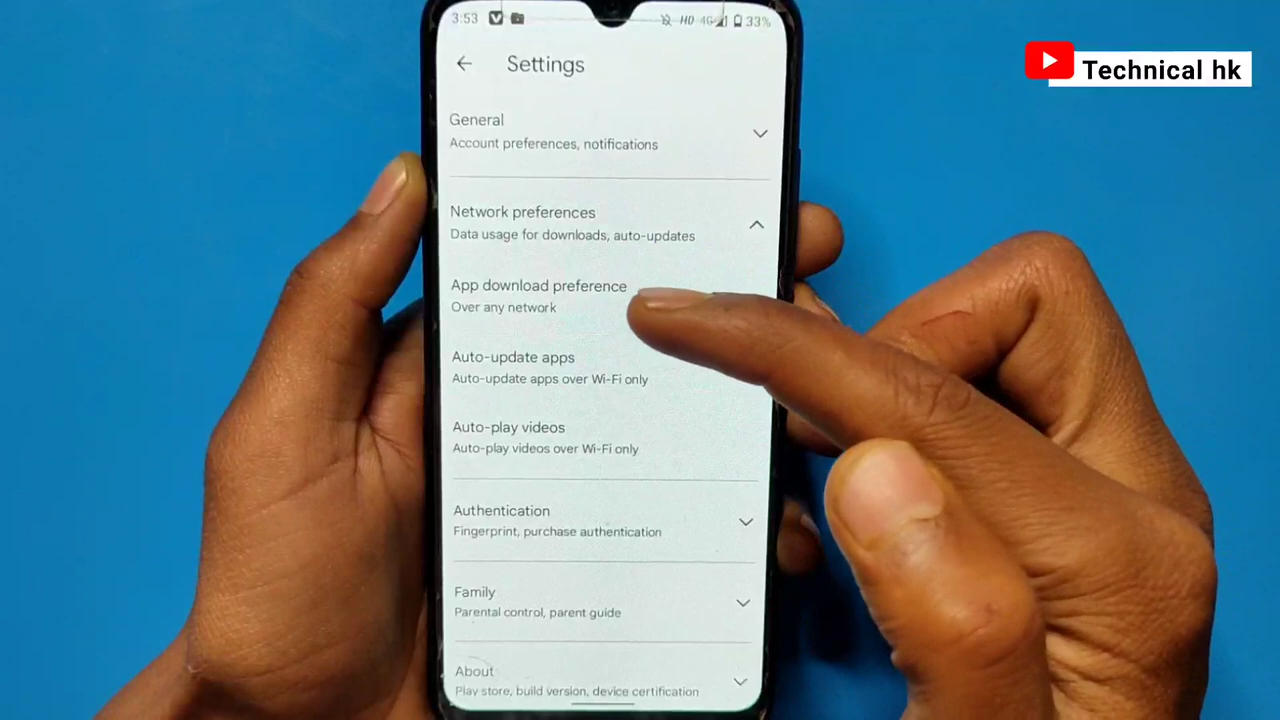 3:53 HD 4G 33%
Technical hk
Settings
General
Account preferences, notifications
Network preferences
Data usage for downloads, auto-updates
App download preference
Over any network
Auto-update apps
Auto-update apps over Wi-Fi only
Auto-play videos
Auto-play videos over Wi-Fi only
Authentication
Fingerprint, purchase authentication
Family
Parental control, parent guide
About
Play store, build version, device certification